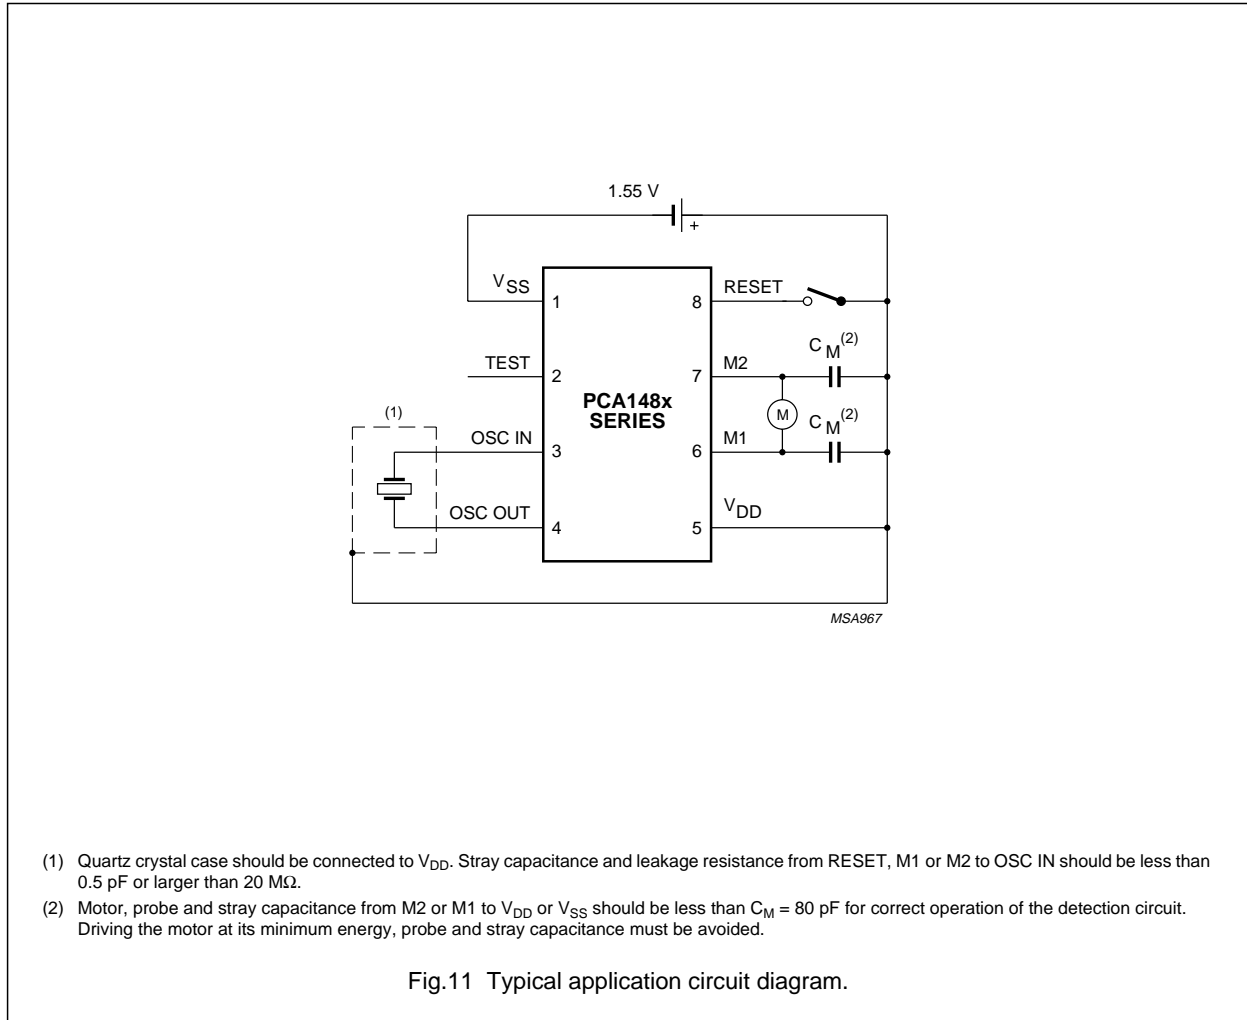 1.55 V
+
VSS
1
8
RESET
TEST
2
7
M2
CM(2)
PCA148x
SERIES
M
(1)
OSC IN
3
6
M1
CM(2)
OSC OUT
4
5
VDD
MSA967
(1) Quartz crystal case should be connected to VDD. Stray capacitance and leakage resistance from RESET, M1 or M2 to OSC IN should be less than
0.5 pF or larger than 20 MΩ.
(2) Motor, probe and stray capacitance from M2 or M1 to VDD or VSS should be less than CM = 80 pF for correct operation of the detection circuit.
Driving the motor at its minimum energy, probe and stray capacitance must be avoided.
Fig.11 Typical application circuit diagram.